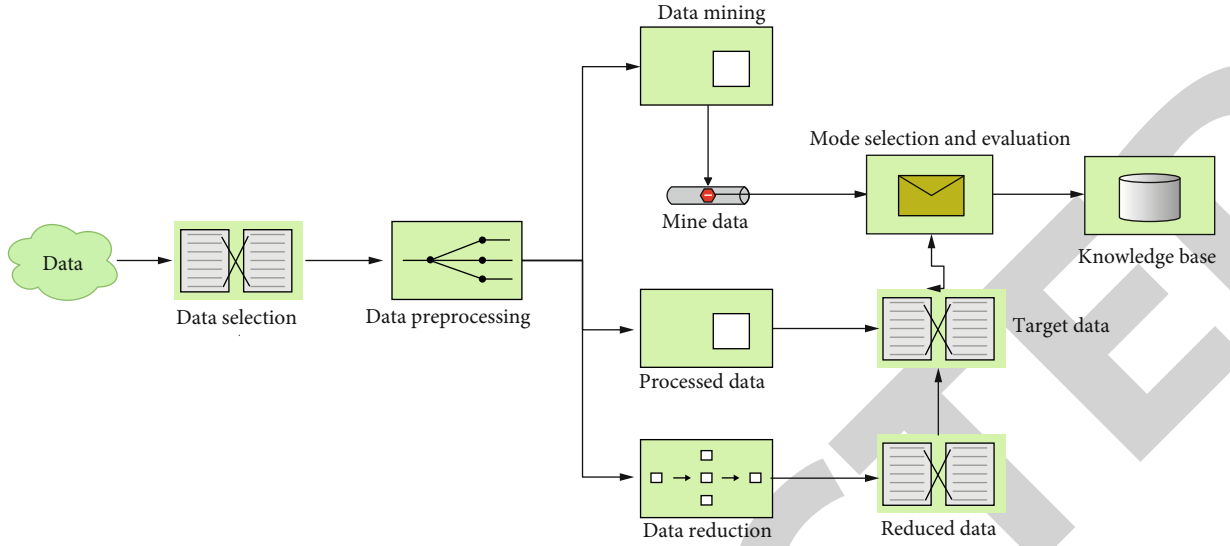 Data mining
Mode selection and evaluation
Mine data
Data
Knowledge base
Data selection
Data preprocessing
Target data
Processed data
Data reduction
Reduced data